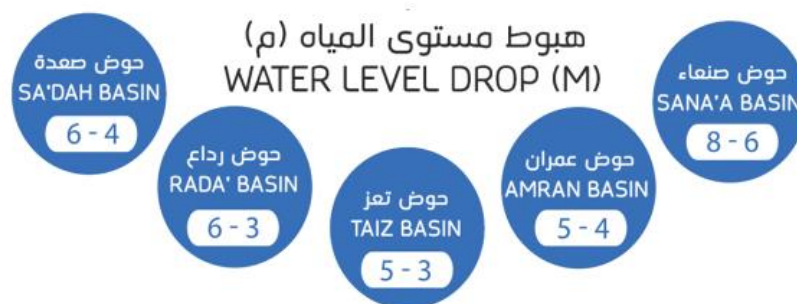 هبوط مستوى المياه (م)
WATER LEVEL DROP (M)
حوض صعدة
SA'DAH BASIN
6 - 4
حوض رداع
RADA' BASIN
6 - 3
حوض تعز
TAIZ BASIN
5 - 3
حوض عمران
AMRAN BASIN
5 - 4
حوض صنعاء
SANA'A BASIN
8 - 6